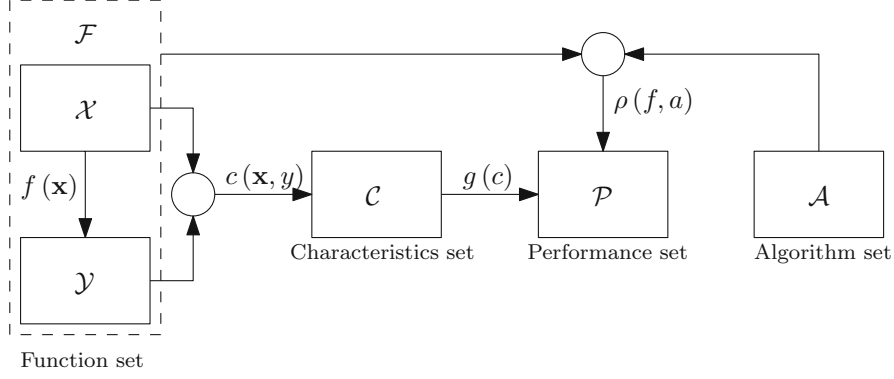 ℱ
𝒳
ρ (f, a)
f (𝐱)
c (𝐱, y)
𝒞
g (c)
𝒫
𝒜
Characteristics set
Performance set
Algorithm set
𝒴
Function set